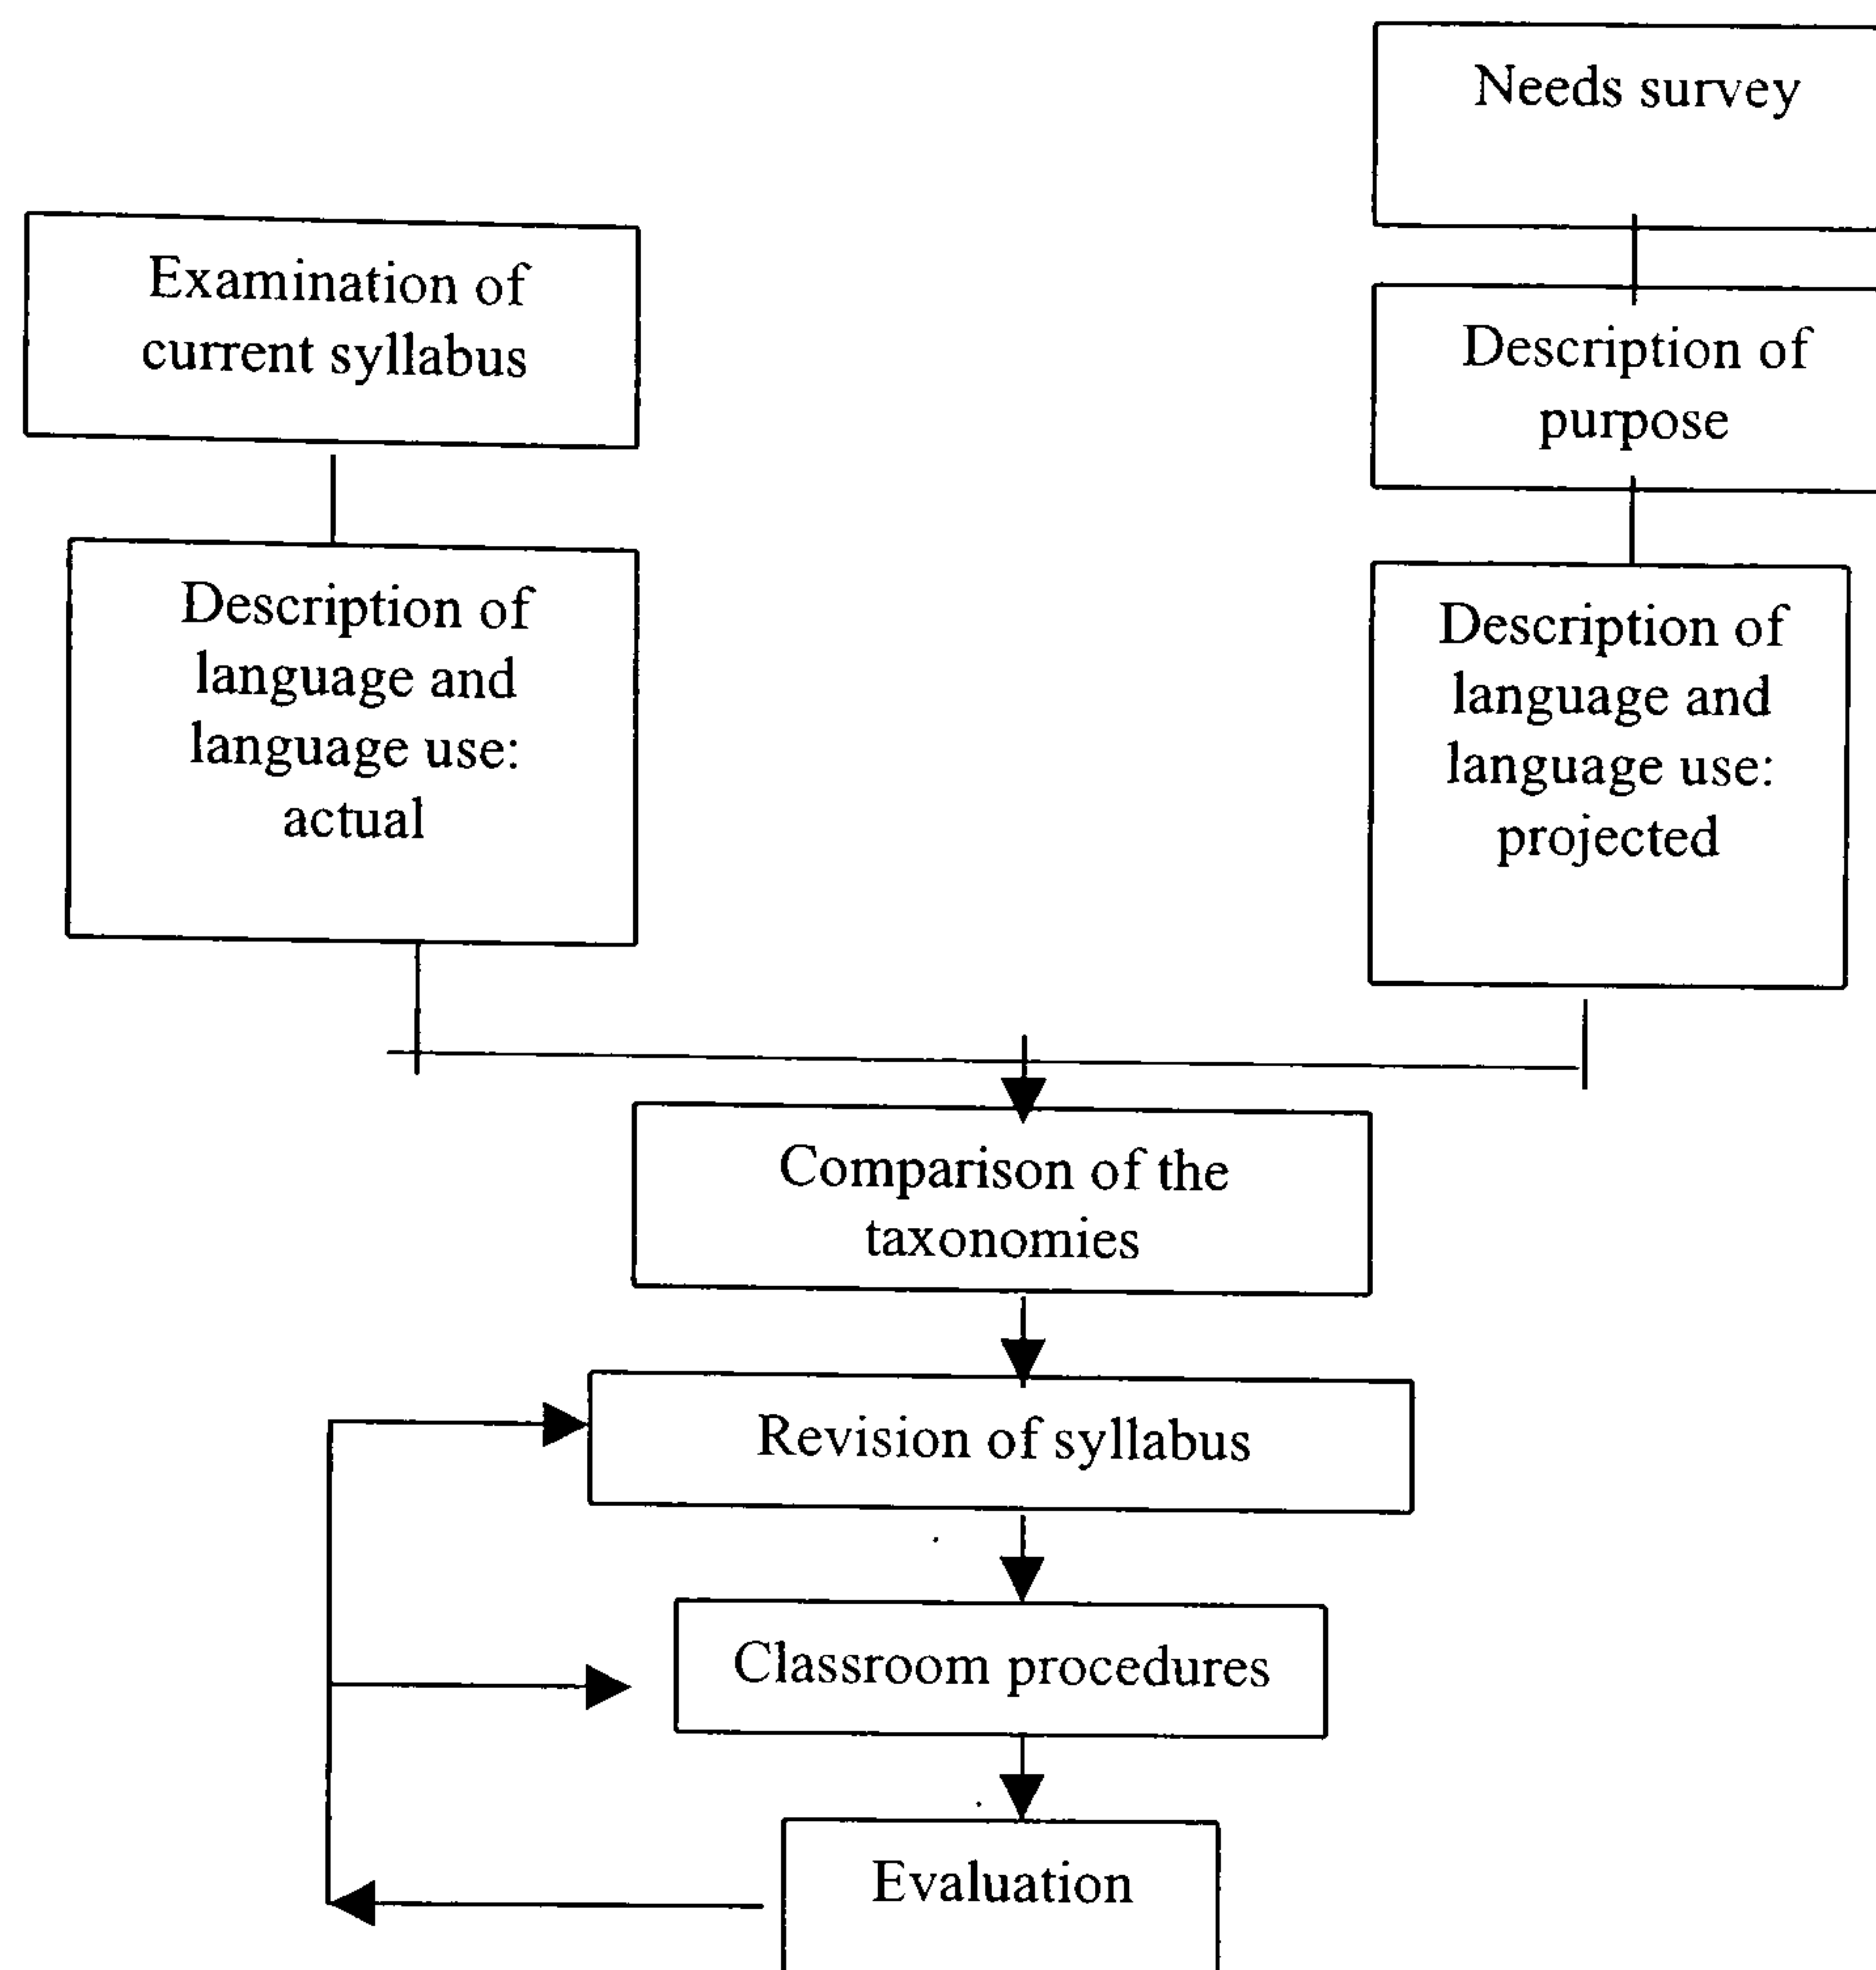 Needs survey
Examination of
current syllabus
Description of
purpose
Description of
language and
language use:
actual
Description of
language and
language use:
projected
Comparison of the
taxonomies
Revision of syllabus
Classroom procedures
Evaluation